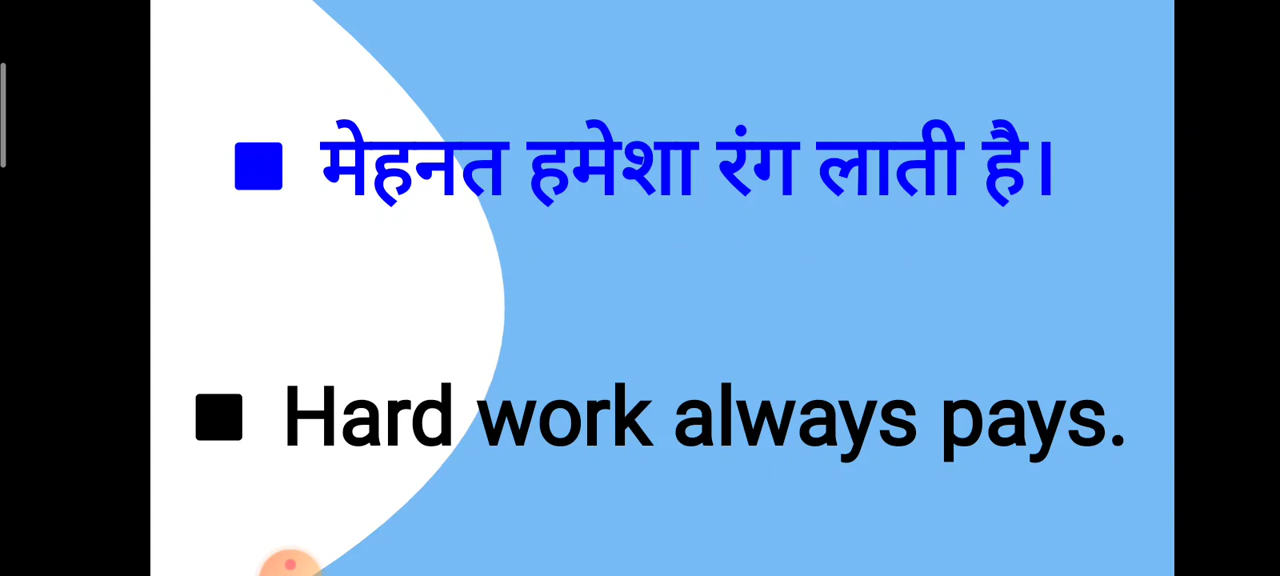 ■ मेहनत हमेशा रंग लाती है।
■ Hard work always pays.